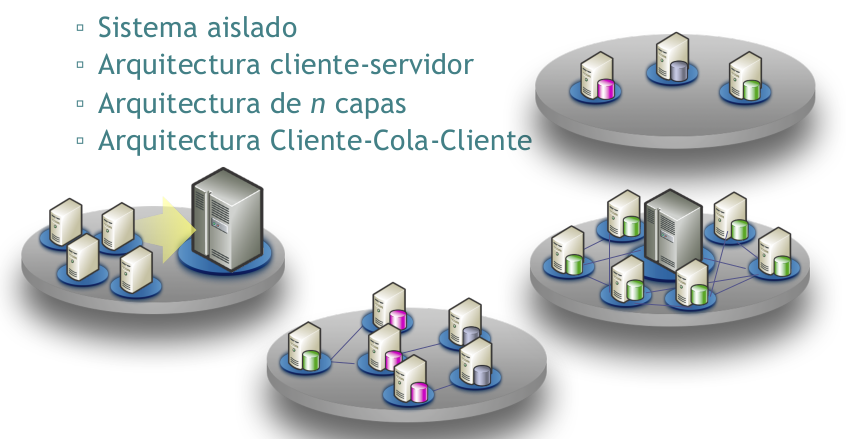 ▫ Sistema aislado
▫ Arquitectura cliente-servidor
▫ Arquitectura de n capas
▫ Arquitectura Cliente-Cola-Cliente